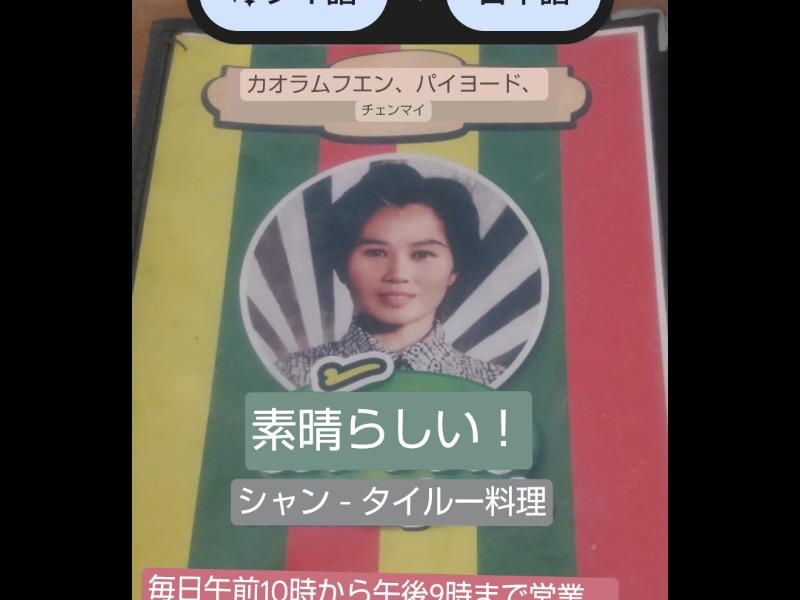 カオラムフエン、パイヨード、
チェンマイ
素晴らしい！
シャン - タイルー料理
毎日午前10時から午後9時まで営業